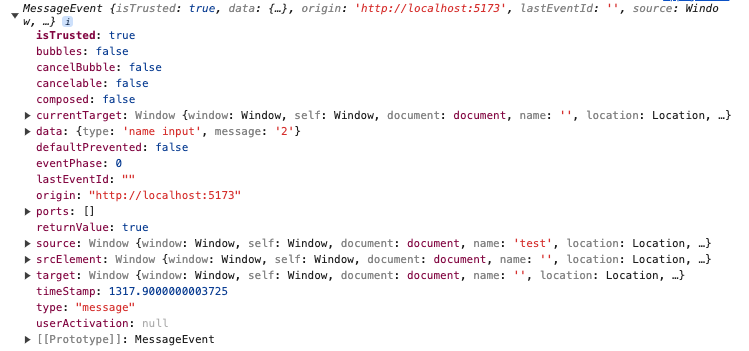 MessageEvent {isTrusted: true, data: {…}, origin: 'http://localhost:5173', lastEventId: '', source: Windo
w, …} i
isTrusted: true
bubbles: false
cancelBubble: false
cancelable: false
composed: false
currentTarget: Window {window: Window, self: Window, document: document, name: '', location: Location, …}
data: {type: 'name input', message: '2'}
defaultPrevented: false
eventPhase: 0
lastEventId: ""
origin: "http://localhost:5173"
ports: []
returnValue: true
source: Window {window: Window, self: Window, document: document, name: 'test', location: Location, …}
srcElement: Window {window: Window, self: Window, document: document, name: '', location: Location, …}
target: Window {window: Window, self: Window, document: document, name: '', location: Location, …}
timeStamp: 1317.9000000003725
type: "message"
userActivation: null
[[Prototype]]: MessageEvent